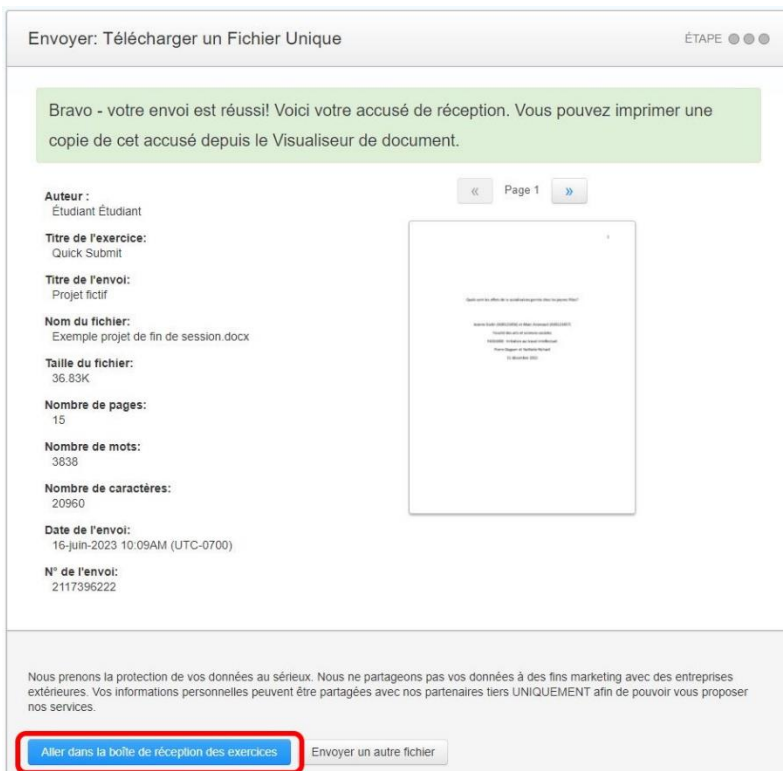 Envoyer: Télécharger un Fichier Unique
ÉTAPE
Bravo - votre envoi est réussi! Voici votre accusé de réception. Vous pouvez imprimer une
copie de cet accusé depuis le Visualiseur de document.
Auteur :
Étudiant Étudiant
Titre de l'exercice:
Quick Submit
Titre de l'envoi:
Projet fictif
Nom du fichier:
Exemple projet de fin de session.docx
Taille du fichier:
36.83K
Nombre de pages:
15
Nombre de mots:
3838
Nombre de caractères:
20960
Date de l'envoi:
16-juin-2023 10:09AM (UTC-0700)
N° de l'envoi:
2117396222
« Page 1 »
Nous prenons la protection de vos données au sérieux. Nous ne partageons pas vos données à des fins marketing avec des entreprises
extérieures. Vos informations personnelles peuvent être partagées avec nos partenaires tiers UNIQUEMENT afin de pouvoir vous proposer
nos services.
Aller dans la boîte de réception des exercices
Envoyer un autre fichier